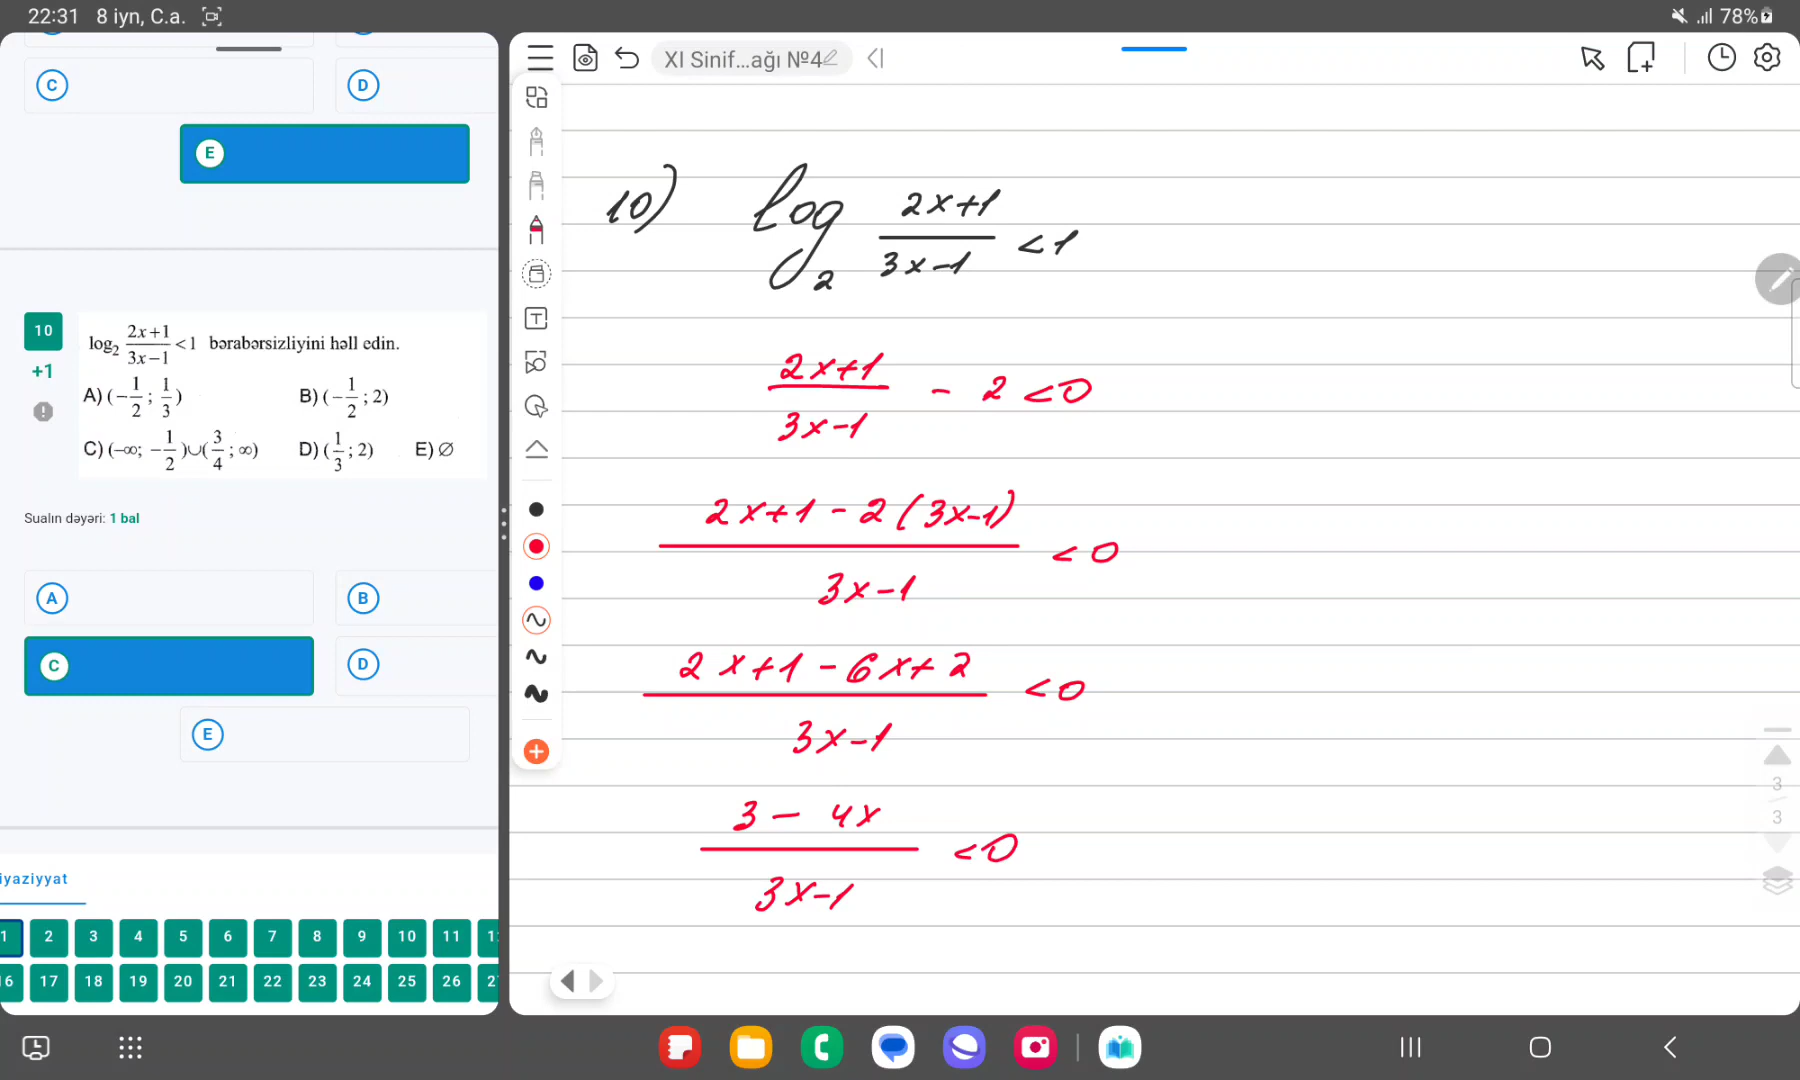 22:31 8 iyn, C.a. 78%
C D
E
10
+1
log₂ (2x+1)/(3x−1) <1 bərabərsizliyini həll edin.
A) (−1/2; 1/3) B) (−1/2; 2)
C) (−∞; −1/2)∪(3/4; ∞) D) (1/3; 2) E) ∅
Sualın dəyəri: 1 bal
A B
C D
E
iyaziyyat
1 2 3 4 5 6 7 8 9 10 11 1
16 17 18 19 20 21 22 23 24 25 26 2
XI Sinif...ağı №4
T
10) log₂ (2x+1)/(3x−1) <1
(2x+1)/(3x−1) − 2 <0
(2x+1−2(3x−1))/(3x−1) <0
(2x+1−6x+2)/(3x−1) <0
(3−4x)/(3x−1) <0
3
3